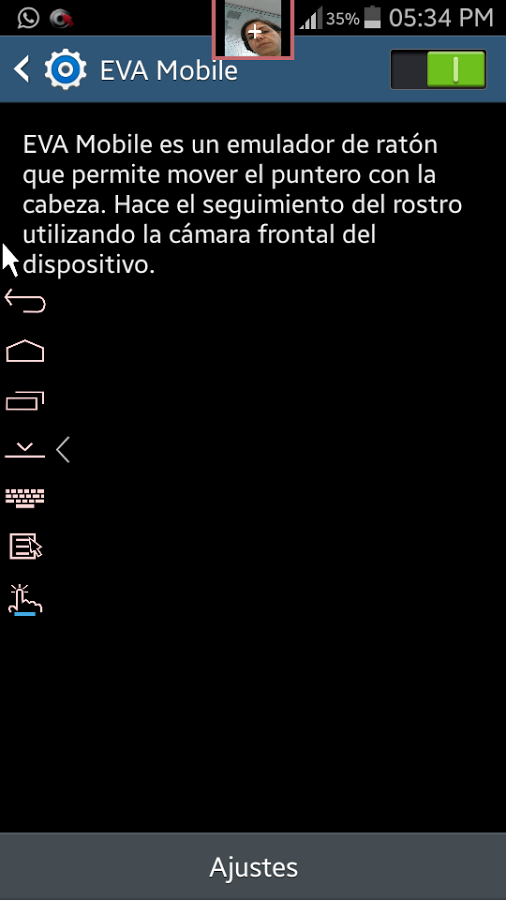 35% 05:34 PM
EVA Mobile
EVA Mobile es un emulador de ratón
que permite mover el puntero con la
cabeza. Hace el seguimiento del rostro
utilizando la cámara frontal del
dispositivo.
Ajustes